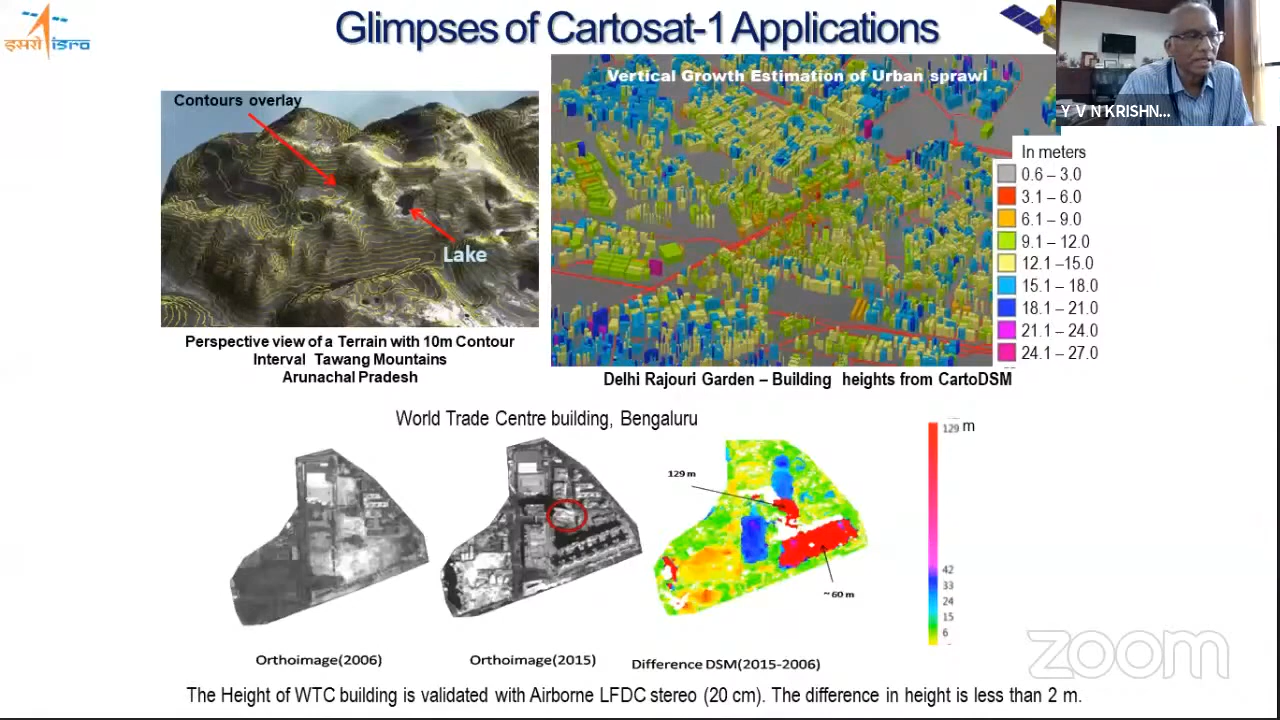 Glimpses of Cartosat-1 Applications
इसरो isro
Y V N KRISHN...
Contours overlay
Lake
Perspective view of a Terrain with 10m Contour
Interval Tawang Mountains
Arunachal Pradesh
Vertical Growth Estimation of Urban sprawl
In meters
0.6 – 3.0
3.1 – 6.0
6.1 – 9.0
9.1 – 12.0
12.1 –15.0
15.1 – 18.0
18.1 – 21.0
21.1 – 24.0
24.1 – 27.0
Delhi Rajouri Garden – Building heights from CartoDSM
World Trade Centre building, Bengaluru
129 m
~ 60 m
129 m
42
33
24
15
6
Orthoimage(2006)
Orthoimage(2015)
Difference DSM(2015-2006)
zoom
The Height of WTC building is validated with Airborne LFDC stereo (20 cm). The difference in height is less than 2 m.